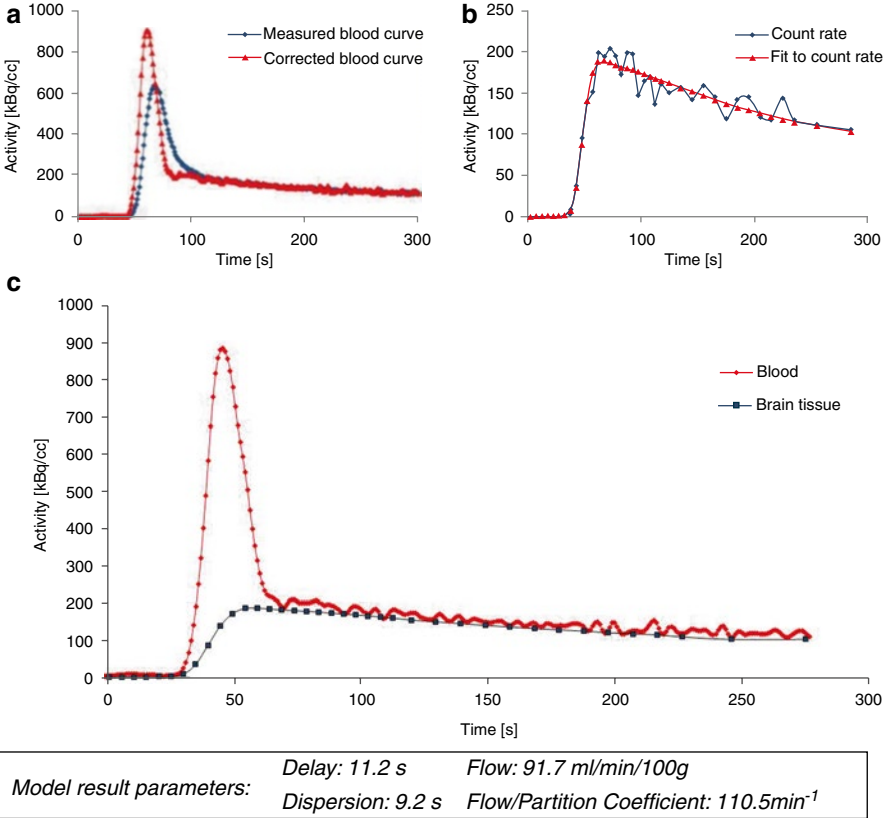 a
1000
800
600
400
200
0
Activity [kBq/cc]
Measured blood curve
Corrected blood curve
0 100 200 300
Time [s]
b
250
200
150
100
50
0
Activity [kBq/cc]
Count rate
Fit to count rate
0 100 200 300
Time [s]
c
1000
900
800
700
600
500
400
300
200
100
0
Activity [kBq/cc]
Blood
Brain tissue
0 50 100 150 200 250 300
Time [s]
Model result parameters:
Delay: 11.2 s Flow: 91.7 ml/min/100g
Dispersion: 9.2 s Flow/Partition Coefficient: 110.5min⁻¹